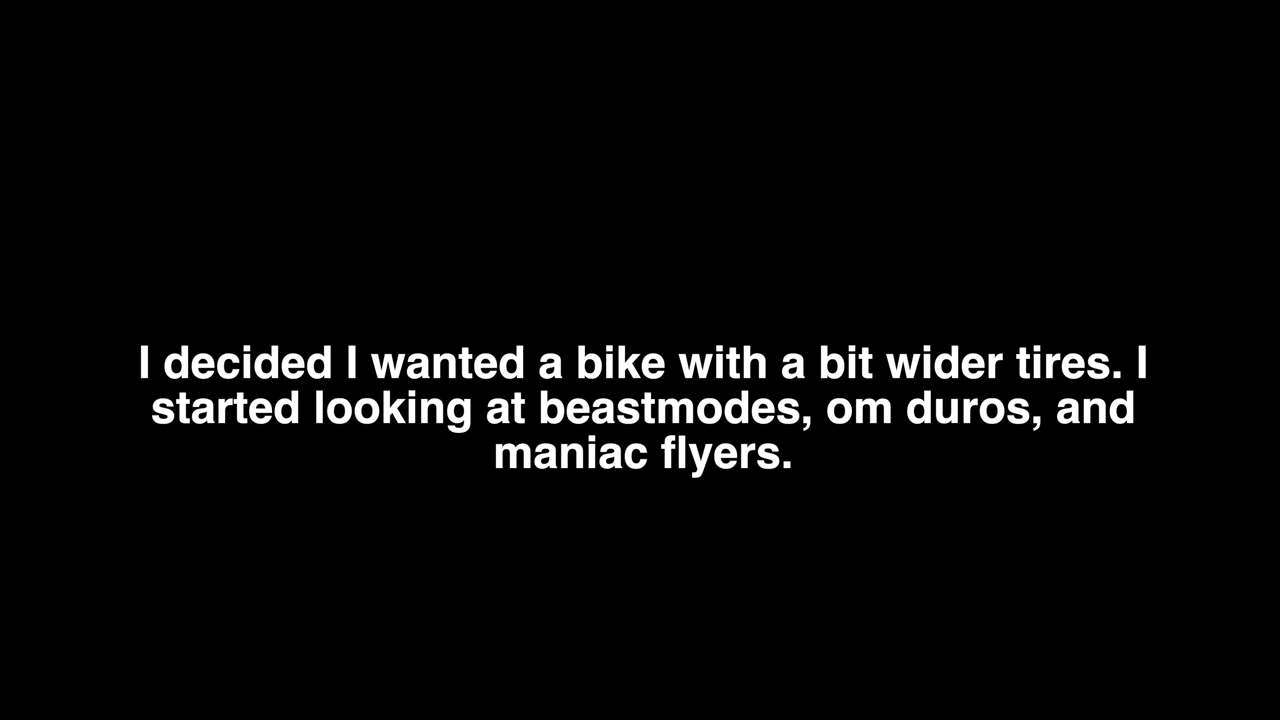 I decided I wanted a bike with a bit wider tires. I
started looking at beastmodes, om duros, and
maniac flyers.